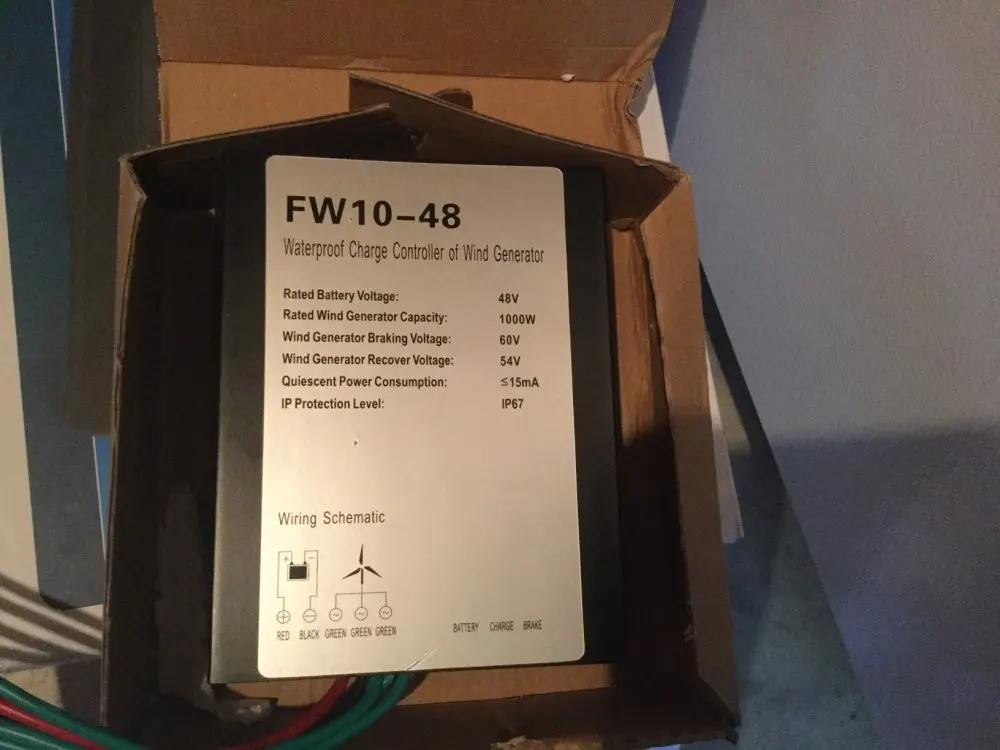 FW10-48
Waterproof Charge Controller of Wind Generator
Rated Battery Voltage: 48V
Rated Wind Generator Capacity: 1000W
Wind Generator Braking Voltage: 60V
Wind Generator Recover Voltage: 54V
Quiescent Power Consumption: ≤15mA
IP Protection Level: IP67
Wiring Schematic
+ −
+ − ~ ~ ~
RED BLACK GREEN GREEN GREEN
BATTERY CHARGE BRAKE